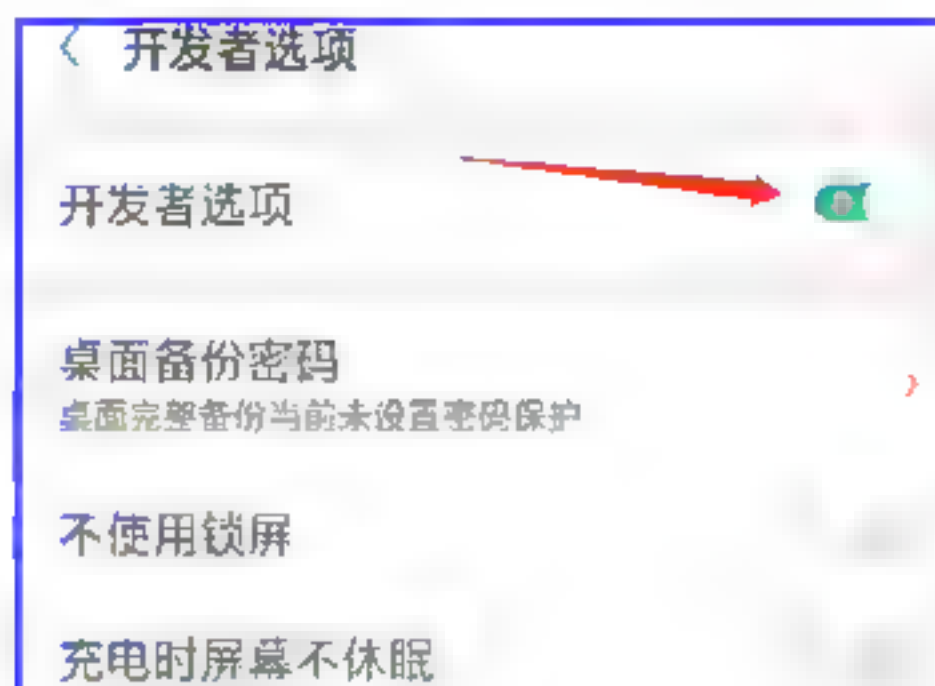 开发者选项
开发者选项
桌面备份密码
桌面完整备份当前未设置密码保护
不使用锁屏
充电时屏幕不休眠